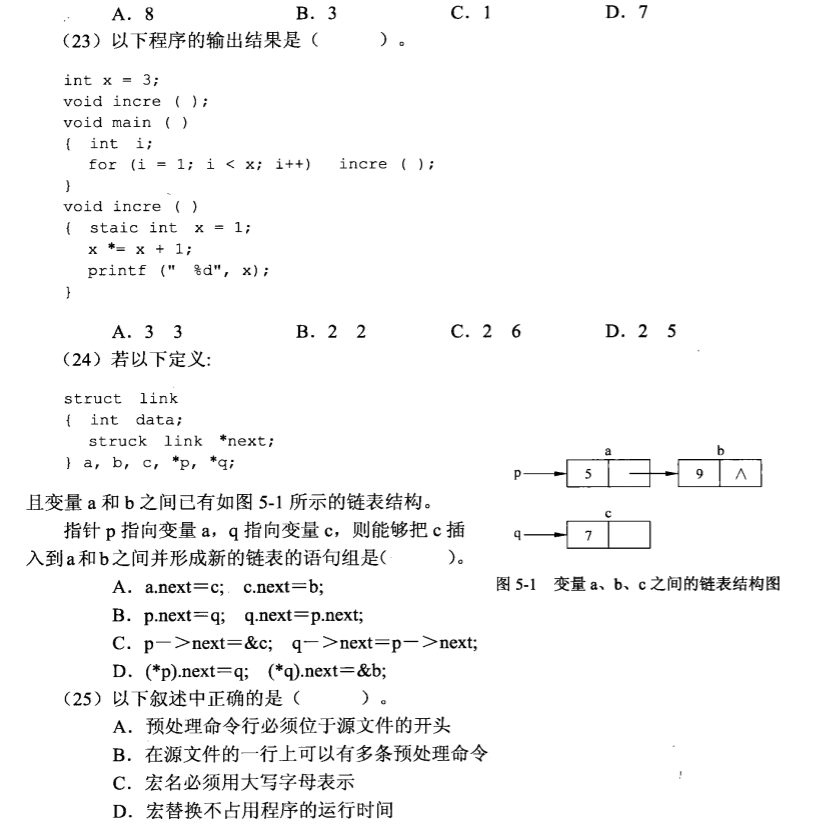 A．8 B．3 C．1 D．7
（23）以下程序的输出结果是（ ）。
int x = 3;
void incre ( );
void main ( )
{ int i;
for (i = 1; i < x; i++) incre ( );
}
void incre ( )
{ staic int x = 1;
x *= x + 1;
printf (" %d", x);
}
A．3 3 B．2 2 C．2 6 D．2 5
（24）若以下定义:
struct link
{ int data;
struck link *next;
} a, b, c, *p, *q;
a b
p 5 9 ∧
且变量 a 和 b 之间已有如图 5-1 所示的链表结构。
c
指针 p 指向变量 a，q 指向变量 c，则能够把 c 插
q 7
入到a和b之间并形成新的链表的语句组是( )。
A．a.next＝c; c.next＝b;
图 5-1 变量 a、b、c 之间的链表结构图
B．p.next＝q; q.next＝p.next;
C．p－＞next＝&c; q－＞next＝p－＞next;
D．(*p).next＝q; (*q).next＝&b;
（25）以下叙述中正确的是（ ）。
A．预处理命令行必须位于源文件的开头
B．在源文件的一行上可以有多条预处理命令
C．宏名必须用大写字母表示
D．宏替换不占用程序的运行时间